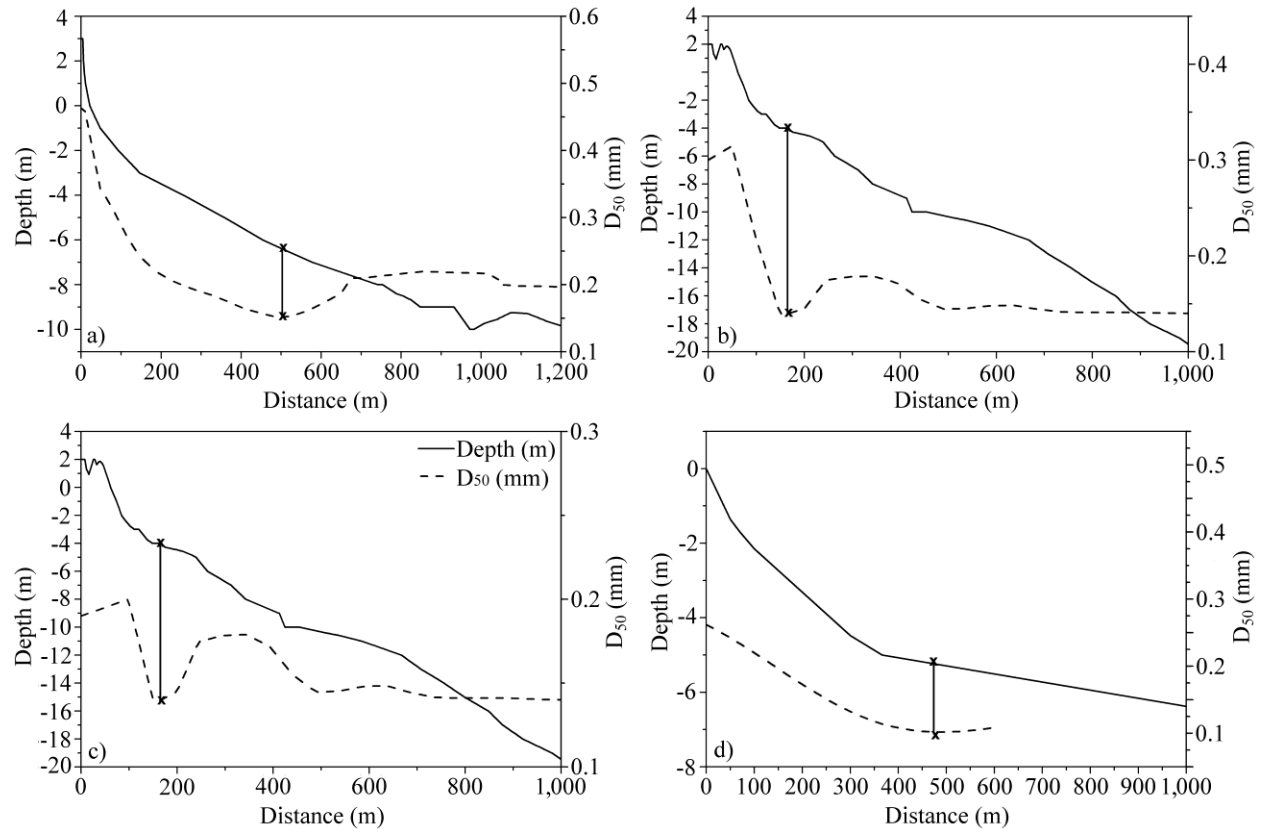 4
2
0
-2
-4
-6
-8
-10
Depth (m)
0.6
0.5
0.4
0.3
0.2
0.1
D50 (mm)
a)
0 200 400 600 800 1,000 1,200
Distance (m)
4
2
0
-2
-4
-6
-8
-10
-12
-14
-16
-18
-20
Depth (m)
0.4
0.3
0.2
0.1
D50 (mm)
b)
0 200 400 600 800 1,000
Distance (m)
4
2
0
-2
-4
-6
-8
-10
-12
-14
-16
-18
-20
Depth (m)
Depth (m)
D50 (mm)
0.3
0.2
0.1
D50 (mm)
c)
0 200 400 600 800 1,000
Distance (m)
0
-2
-4
-6
-8
Depth (m)
0.5
0.4
0.3
0.2
0.1
D50 (mm)
d)
0 100 200 300 400 500 600 700 800 900 1,000
Distance (m)